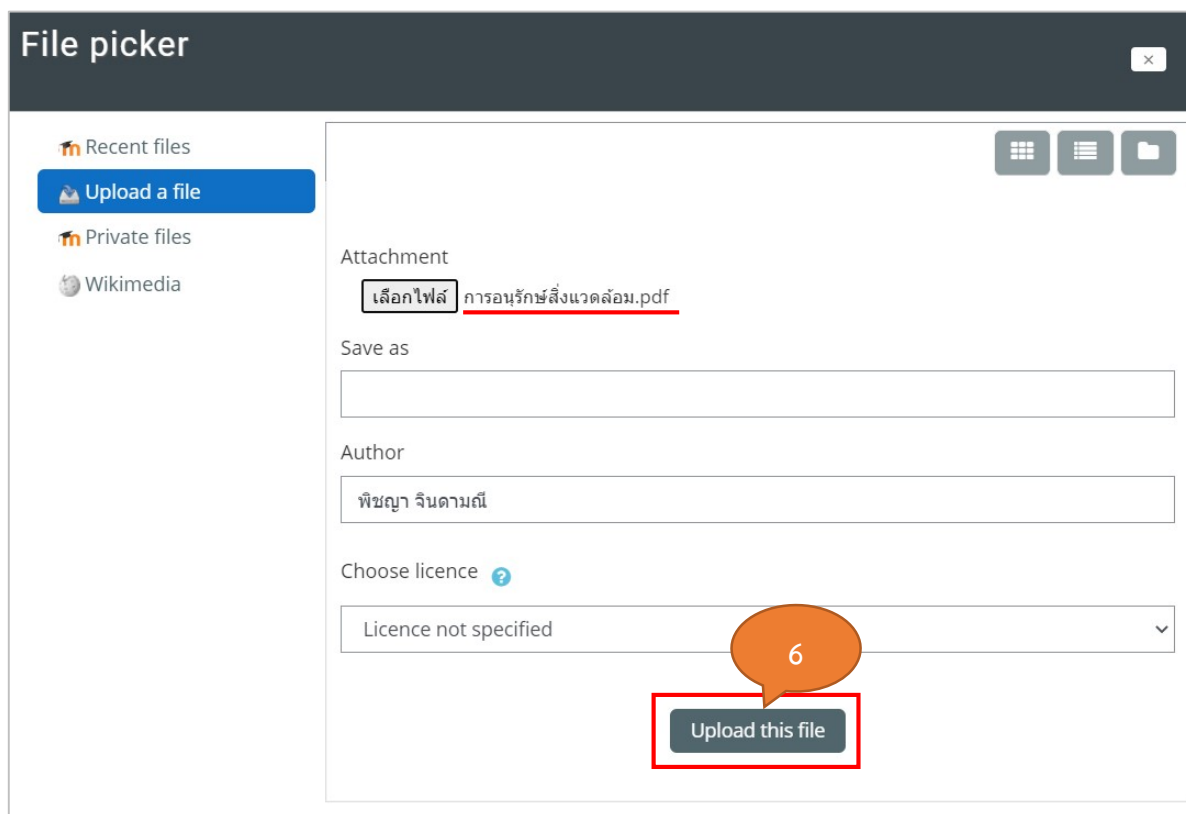 File picker
×
Recent files
Upload a file
Private files
Wikimedia
Attachment
เลือกไฟล์ การอนุรักษ์สิ่งแวดล้อม.pdf
Save as
Author
พิชญา จินดามณี
Choose licence ?
Licence not specified
6
Upload this file